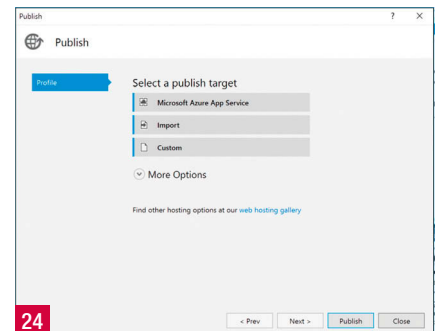 Publish
? ×
Publish
Profile
Select a publish target
Microsoft Azure App Service
Import
Custom
More Options
Find other hosting options at our web hosting gallery
< Prev
Next >
Publish
Close
24